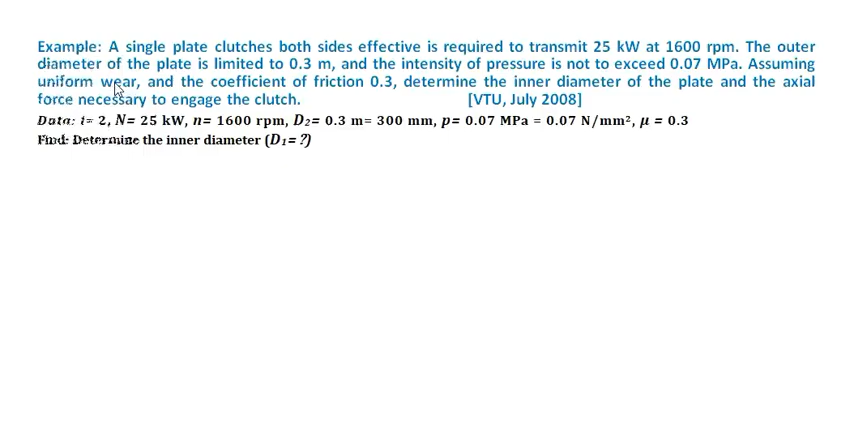 Example: A single plate clutches both sides effective is required to transmit 25 kW at 1600 rpm. The outer
diameter of the plate is limited to 0.3 m, and the intensity of pressure is not to exceed 0.07 MPa. Assuming
uniform wear, and the coefficient of friction 0.3, determine the inner diameter of the plate and the axial
force necessary to engage the clutch. [VTU, July 2008]
Data: i= 2, N= 25 kW, n= 1600 rpm, D₂= 0.3 m= 300 mm, p= 0.07 MPa = 0.07 N/mm², μ = 0.3
Find: Determine the inner diameter (D₁= ?)